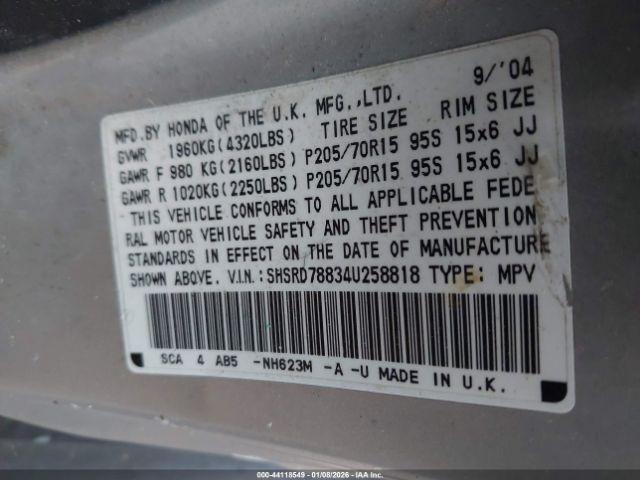 9/'04
MFD.BY HONDA OF THE U.K. MFG.,LTD.
GVWR 1960KG(4320LBS) TIRE SIZE RIM SIZE
GAWR F 980 KG(2160LBS) P205/70R15 95S 15x6 JJ
GAWR R 1020KG(2250LBS) P205/70R15 95S 15x6 JJ
THIS VEHICLE CONFORMS TO ALL APPLICABLE FEDE
RAL MOTOR VEHICLE SAFETY AND THEFT PREVENTION
STANDARDS IN EFFECT ON THE DATE OF MANUFACTURE
SHOWN ABOVE. V.I.N.:SHSRD78834U258818 TYPE: MPV
SCA 4 AB5 -NH623M -A -U MADE IN U.K.
000-44118549 - 01/08/2026 - IAAI.com